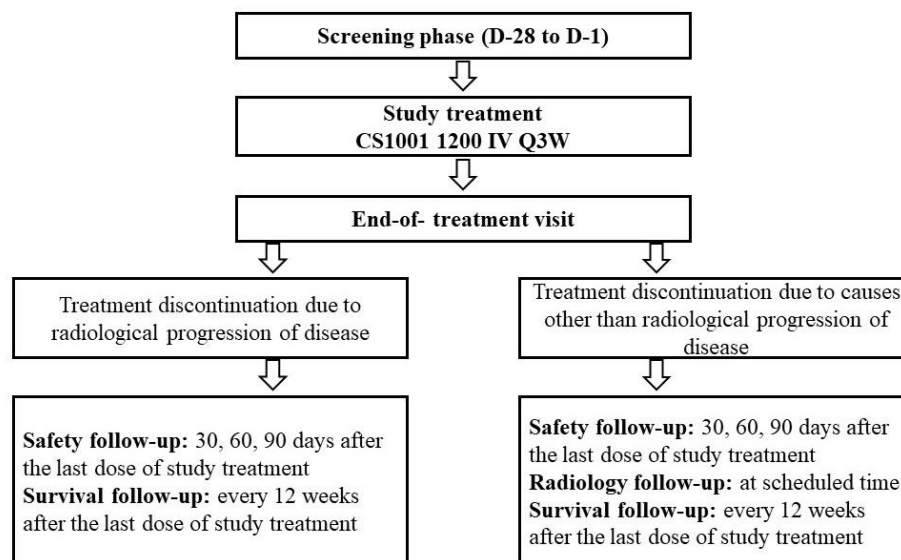 Screening phase (D-28 to D-1)
Study treatment
CS1001 1200 IV Q3W
End-of- treatment visit
Treatment discontinuation due to
radiological progression of disease
Treatment discontinuation due to causes
other than radiological progression of
disease
Safety follow-up: 30, 60, 90 days after
the last dose of study treatment
Survival follow-up: every 12 weeks
after the last dose of study treatment
Safety follow-up: 30, 60, 90 days after
the last dose of study treatment
Radiology follow-up: at scheduled time
Survival follow-up: every 12 weeks
after the last dose of study treatment